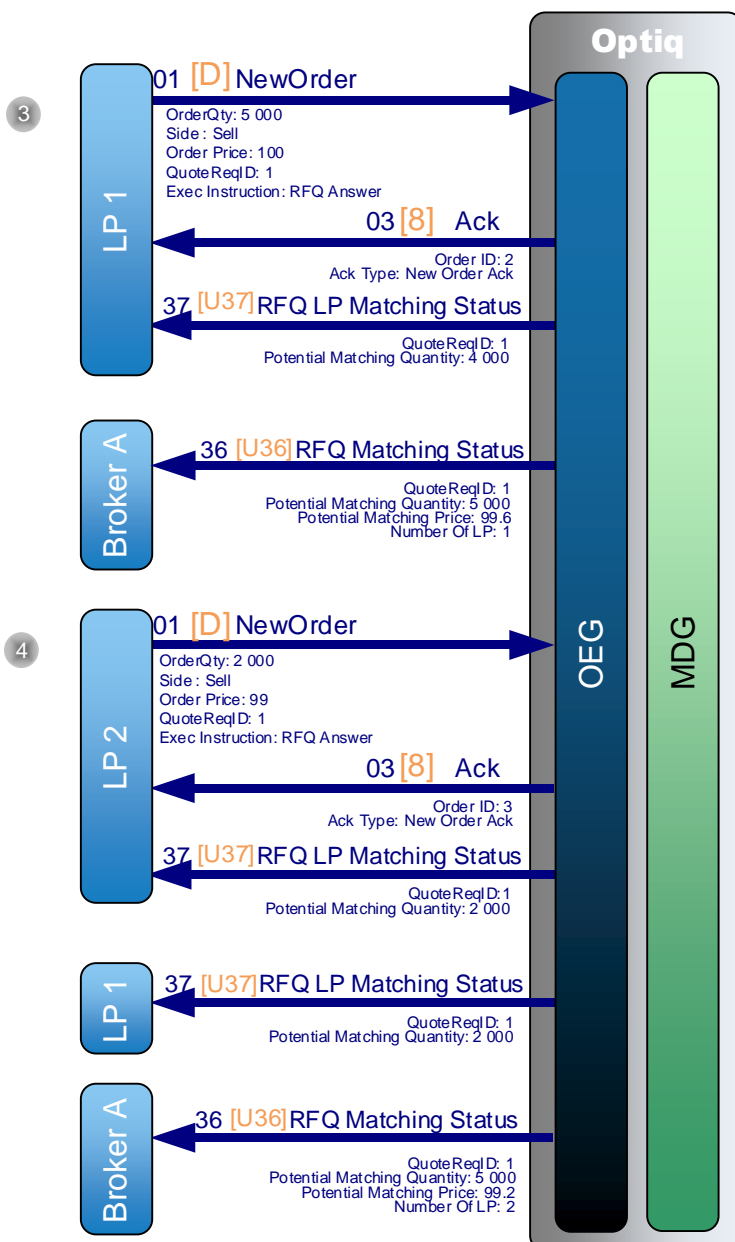 Optiq
3
LP 1
01 [D] NewOrder
OrderQty: 5 000
Side : Sell
Order Price: 100
QuoteReqID: 1
Exec Instruction: RFQ Answer
03 [8] Ack
Order ID: 2
Ack Type: New Order Ack
37 [U37] RFQ LP Matching Status
QuoteReqID: 1
Potential Matching Quantity: 4 000
Broker A
36 [U36] RFQ Matching Status
QuoteReqID: 1
Potential Matching Quantity: 5 000
Potential Matching Price: 99.6
Number Of LP: 1
4
LP 2
01 [D] NewOrder
OrderQty: 2 000
Side : Sell
Order Price: 99
QuoteReqID: 1
Exec Instruction: RFQ Answer
03 [8] Ack
Order ID: 3
Ack Type: New Order Ack
37 [U37] RFQ LP Matching Status
QuoteReqID:1
Potential Matching Quantity: 2 000
OEG
MDG
LP 1
37 [U37] RFQ LP Matching Status
QuoteReqID: 1
Potential Matching Quantity: 2 000
Broker A
36 [U36] RFQ Matching Status
QuoteReqID: 1
Potential Matching Quantity: 5 000
Potential Matching Price: 99.2
Number Of LP: 2